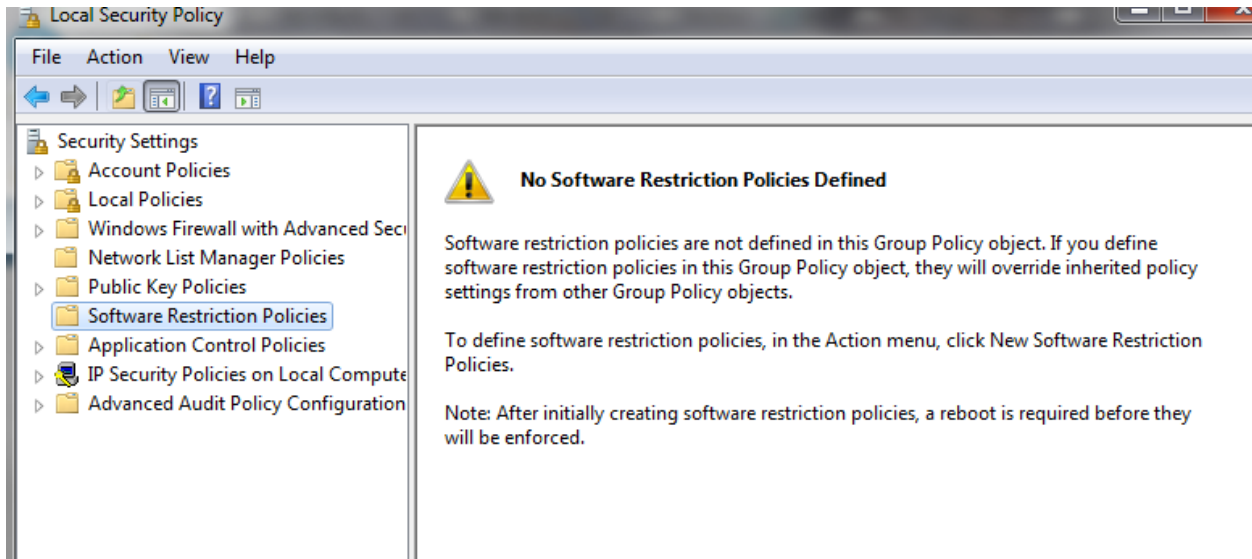 Local Security Policy
File Action View Help
Security Settings
Account Policies
Local Policies
Windows Firewall with Advanced Secu
Network List Manager Policies
Public Key Policies
Software Restriction Policies
Application Control Policies
IP Security Policies on Local Compute
Advanced Audit Policy Configuration
No Software Restriction Policies Defined
Software restriction policies are not defined in this Group Policy object. If you define
software restriction policies in this Group Policy object, they will override inherited policy
settings from other Group Policy objects.
To define software restriction policies, in the Action menu, click New Software Restriction
Policies.
Note: After initially creating software restriction policies, a reboot is required before they
will be enforced.